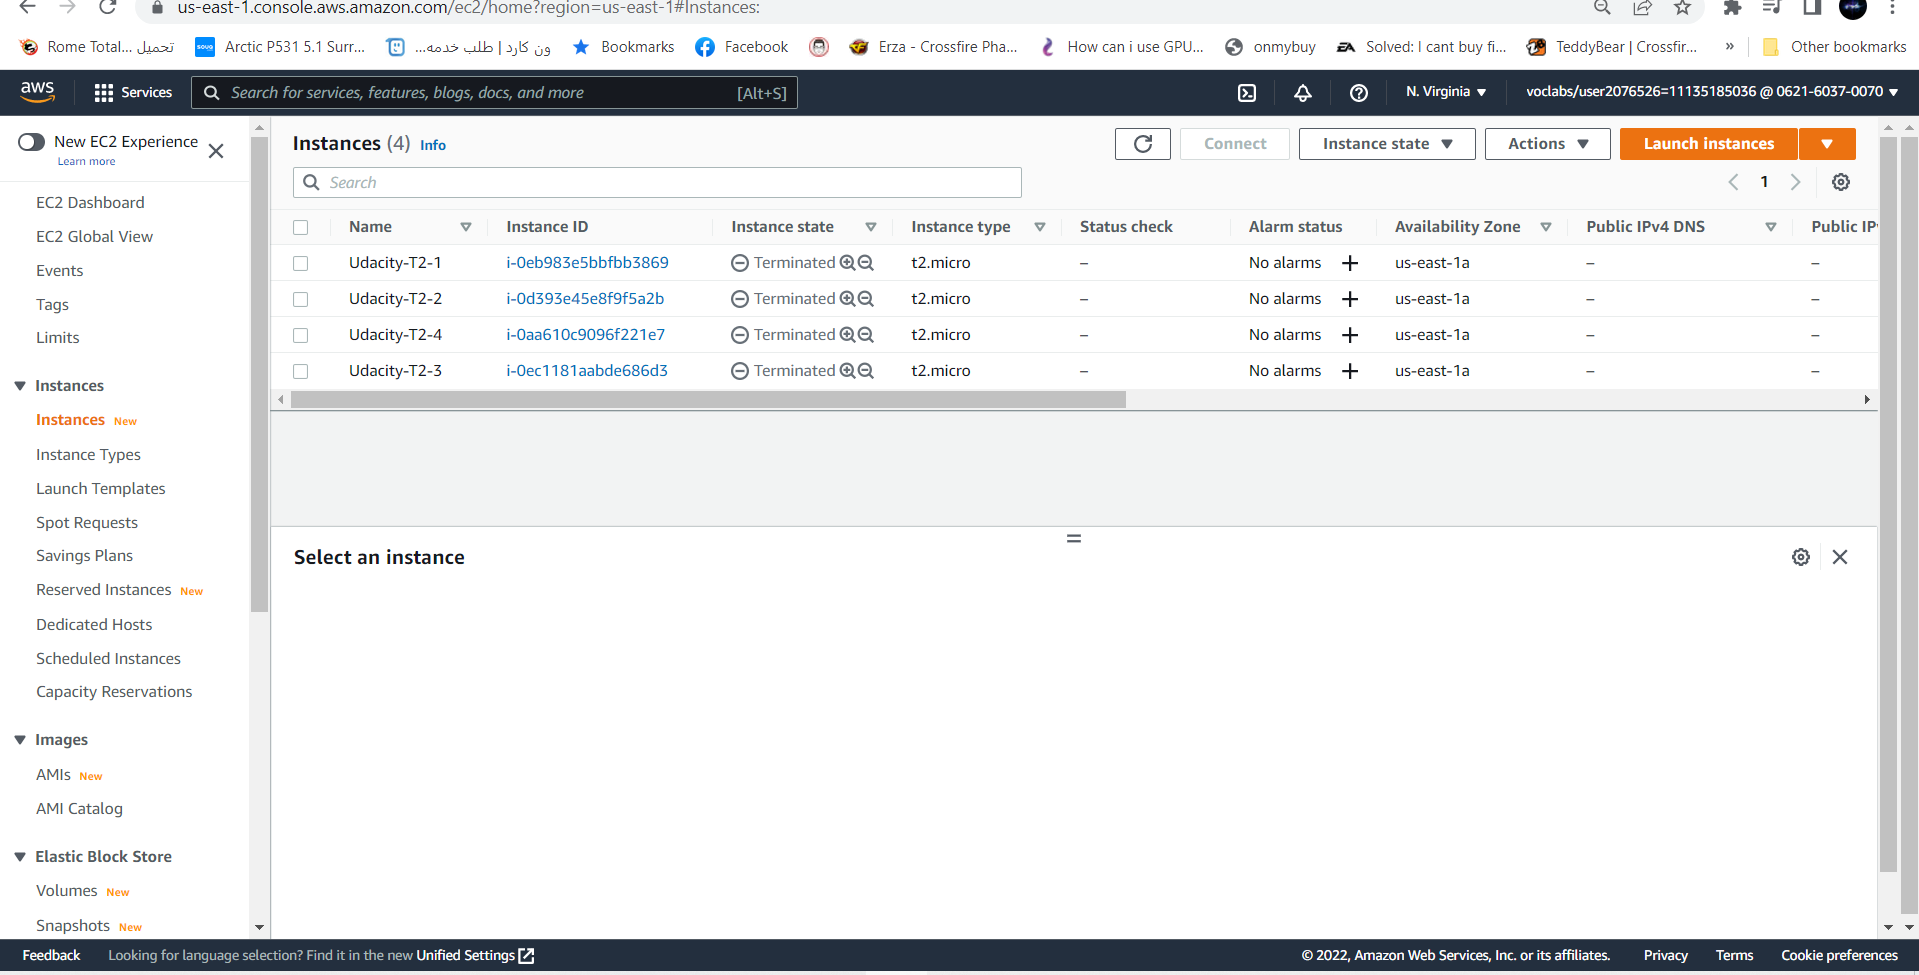 us-east-1.console.aws.amazon.com/ec2/home?region=us-east-1#Instances:
Rome Total... تحميل
souq
Arctic P531 5.1 Surr...
ون كارد | طلب خدمه...
Bookmarks
Facebook
Erza - Crossfire Pha...
How can i use GPU...
onmybuy
EA
Solved: I cant buy fi...
TeddyBear | Crossfir...
»
Other bookmarks
aws
Services
Search for services, features, blogs, docs, and more
[Alt+S]
N. Virginia
voclabs/user2076526=11135185036 @ 0621-6037-0070
New EC2 Experience
Learn more
EC2 Dashboard
EC2 Global View
Events
Tags
Limits
Instances
Instances New
Instance Types
Launch Templates
Spot Requests
Savings Plans
Reserved Instances New
Dedicated Hosts
Scheduled Instances
Capacity Reservations
Images
AMIs New
AMI Catalog
Elastic Block Store
Volumes New
Snapshots New
Instances (4) Info
Connect
Instance state
Actions
Launch instances
Search
1
Name Instance ID Instance state Instance type Status check Alarm status Availability Zone Public IPv4 DNS Public IPv
Udacity-T2-1 i-0eb983e5bbfbb3869 Terminated t2.micro – No alarms + us-east-1a – –
Udacity-T2-2 i-0d393e45e8f9f5a2b Terminated t2.micro – No alarms + us-east-1a – –
Udacity-T2-4 i-0aa610c9096f221e7 Terminated t2.micro – No alarms + us-east-1a – –
Udacity-T2-3 i-0ec1181aabde686d3 Terminated t2.micro – No alarms + us-east-1a – –
Select an instance
Feedback
Looking for language selection? Find it in the new Unified Settings
© 2022, Amazon Web Services, Inc. or its affiliates.
Privacy
Terms
Cookie preferences